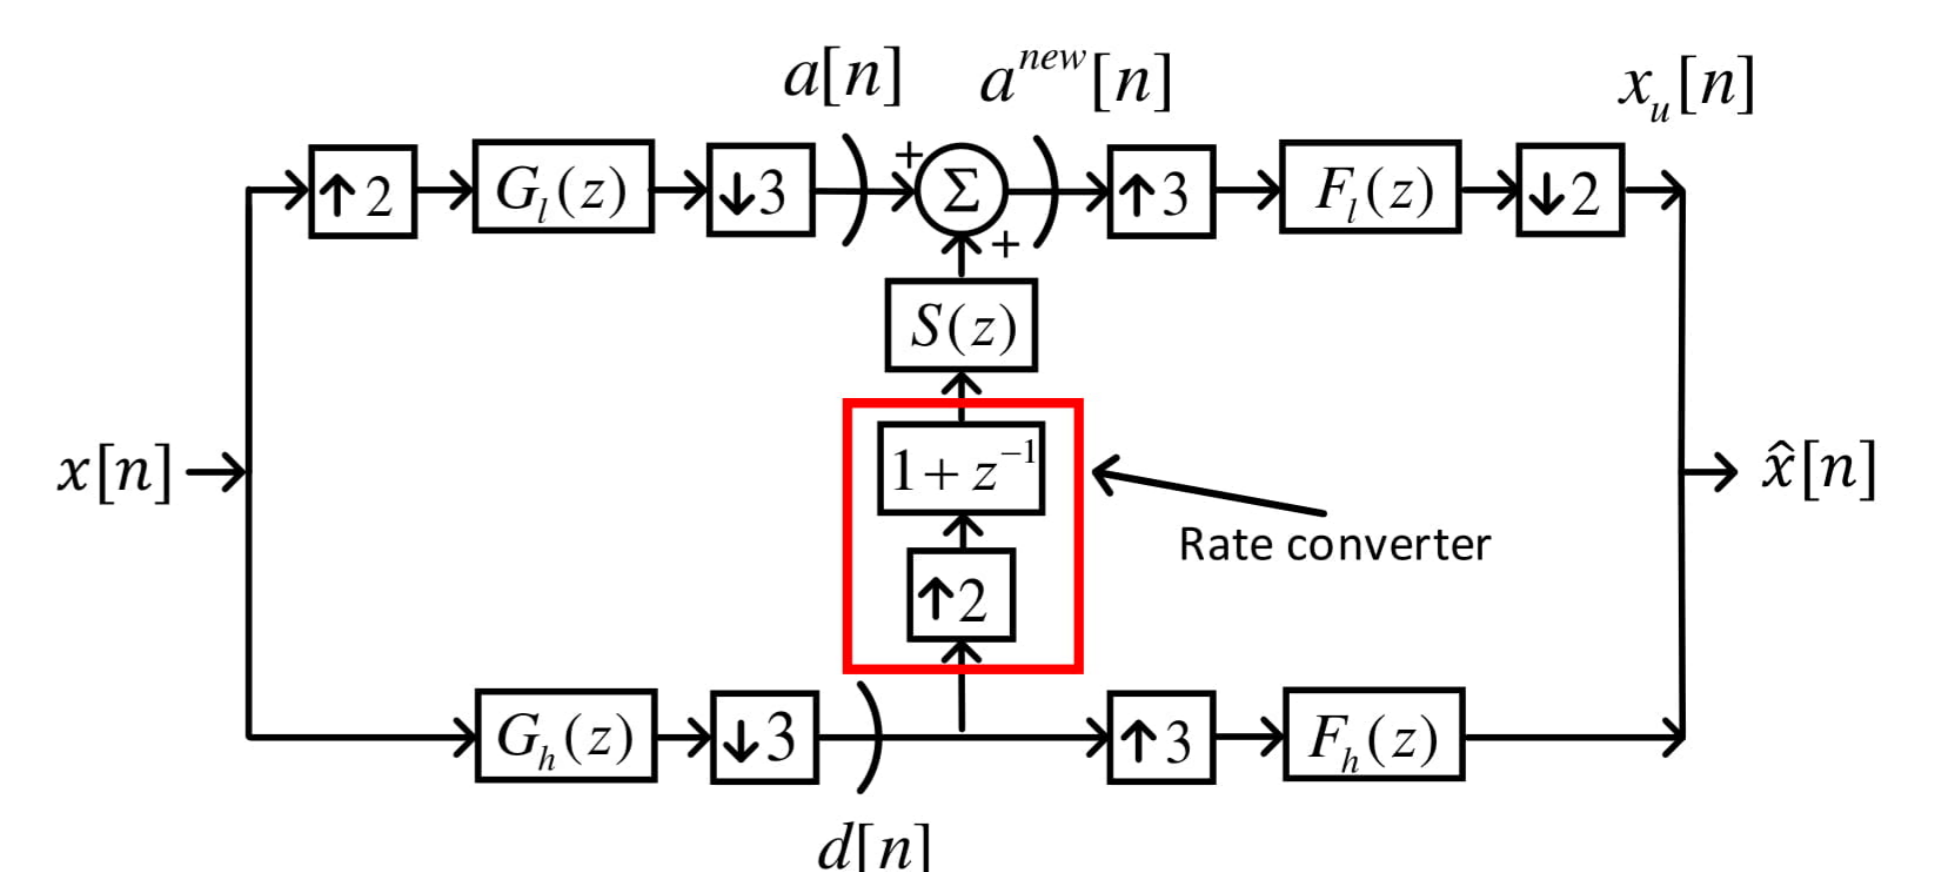 a[n]
a^{new}[n]
x_u[n]
↑2
G_l(z)
↓3
+
Σ
+
↑3
F_l(z)
↓2
S(z)
1+z^{-1}
x[n]
x̂[n]
Rate converter
↑2
G_h(z)
↓3
↑3
F_h(z)
d[n]